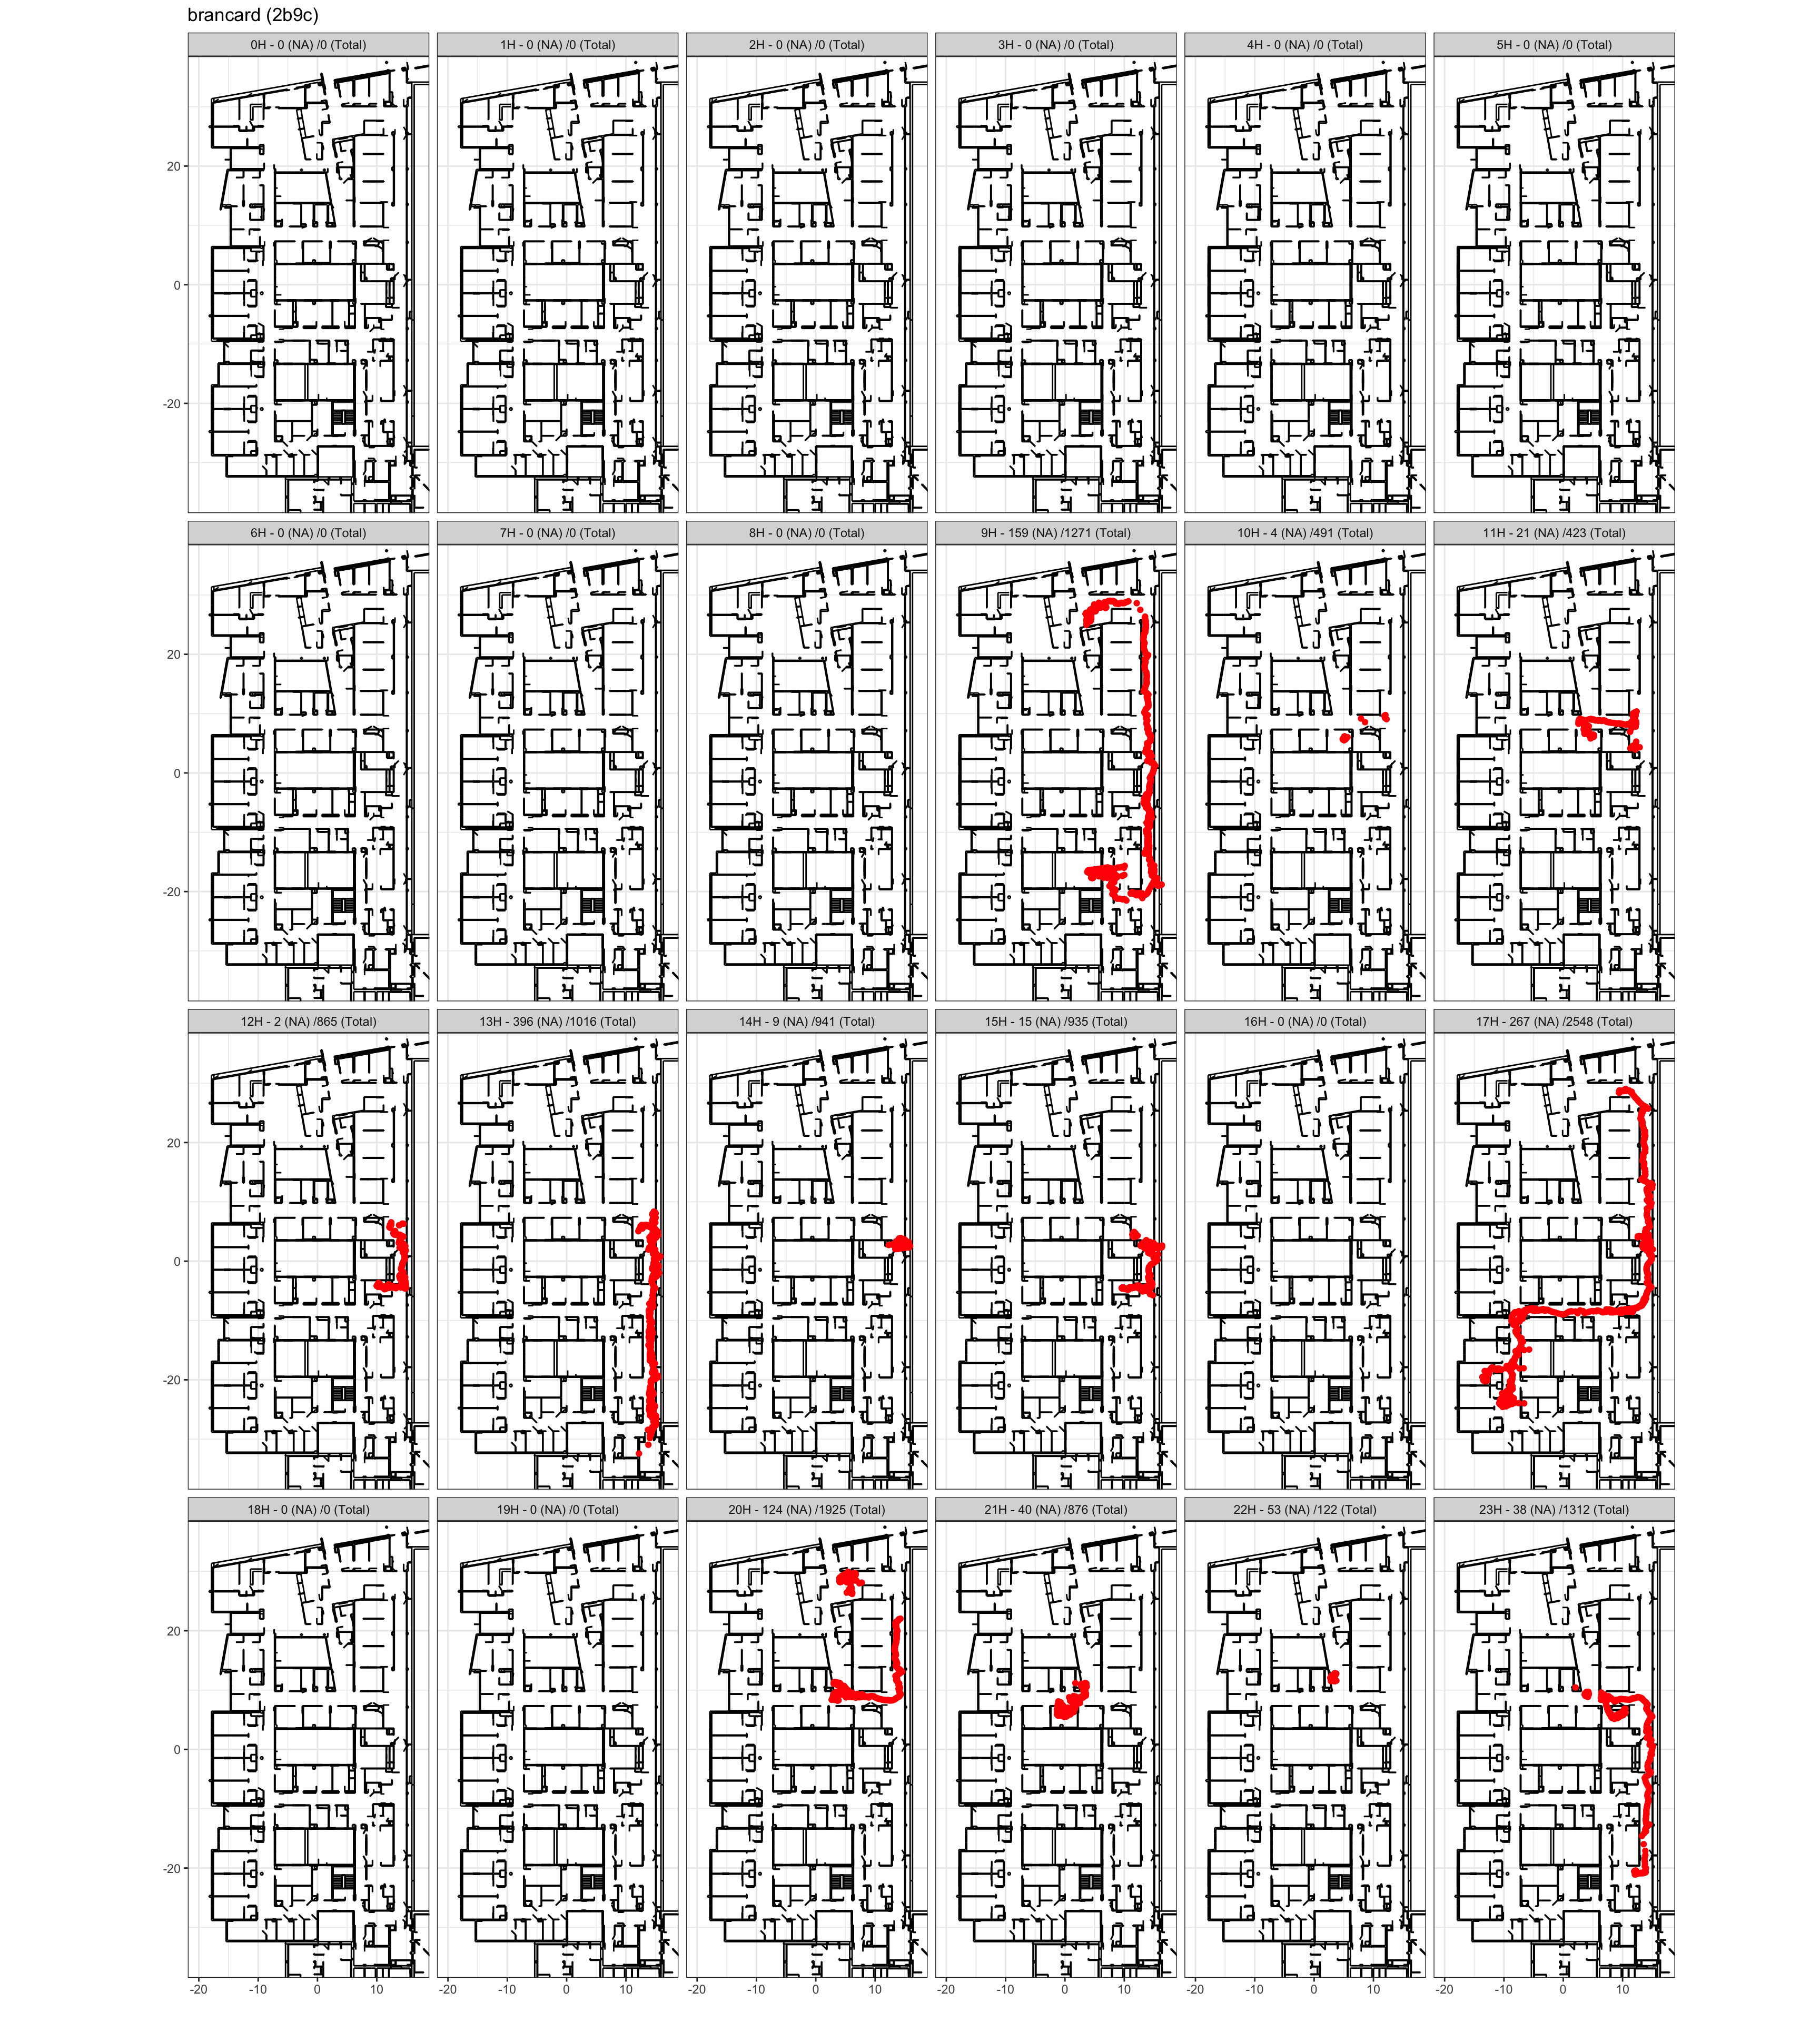 brancard (2b9c)
0H - 0 (NA) /0 (Total) 1H - 0 (NA) /0 (Total) 2H - 0 (NA) /0 (Total) 3H - 0 (NA) /0 (Total) 4H - 0 (NA) /0 (Total) 5H - 0 (NA) /0 (Total)
20
0
-20
6H - 0 (NA) /0 (Total) 7H - 0 (NA) /0 (Total) 8H - 0 (NA) /0 (Total) 9H - 159 (NA) /1271 (Total) 10H - 4 (NA) /491 (Total) 11H - 21 (NA) /423 (Total)
20
0
-20
12H - 2 (NA) /865 (Total) 13H - 396 (NA) /1016 (Total) 14H - 9 (NA) /941 (Total) 15H - 15 (NA) /935 (Total) 16H - 0 (NA) /0 (Total) 17H - 267 (NA) /2548 (Total)
20
0
-20
18H - 0 (NA) /0 (Total) 19H - 0 (NA) /0 (Total) 20H - 124 (NA) /1925 (Total) 21H - 40 (NA) /876 (Total) 22H - 53 (NA) /122 (Total) 23H - 38 (NA) /1312 (Total)
20
0
-20
-20 -10 0 10 -20 -10 0 10 -20 -10 0 10 -20 -10 0 10 -20 -10 0 10 -20 -10 0 10